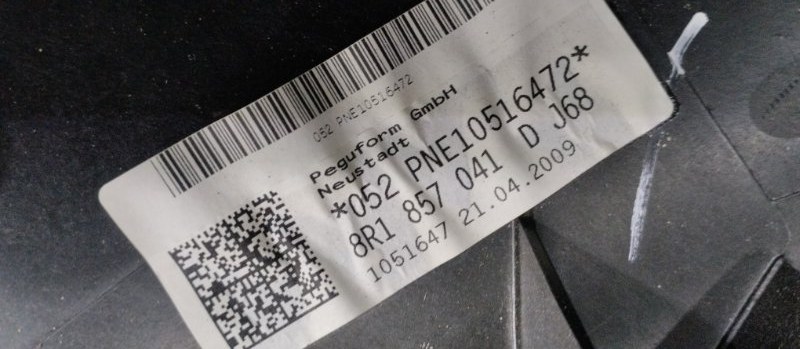 052 PNE10516472
Peguform GmbH
Neustadt
*052 PNE10516472*
8R1 857 041 D J68
1051647 21.04.2009